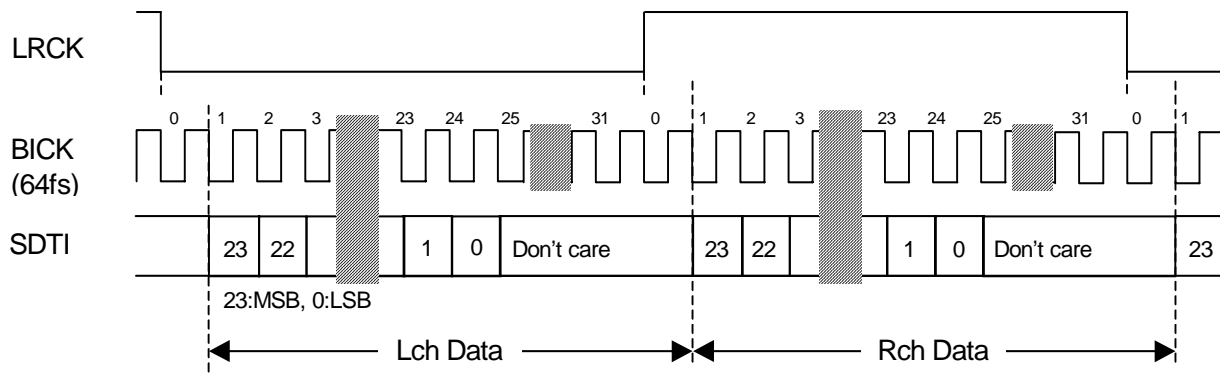 LRCK
0 1 2 3 23 24 25 31 0 1 2 3 23 24 25 31 0 1
BICK
(64fs)
SDTI 23 22 1 0 Don't care 23 22 1 0 Don't care 23
23:MSB, 0:LSB
Lch Data Rch Data